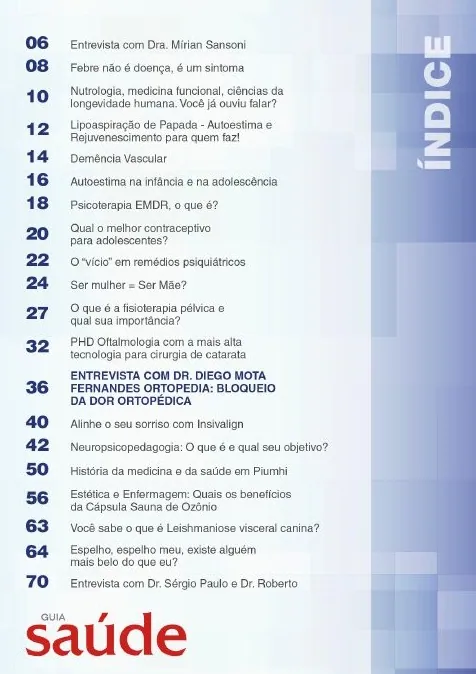 ÍNDICE
06 Entrevista com Dra. Mírian Sansoni
08 Febre não é doença, é um sintoma
10 Nutrologia, medicina funcional, ciências da
longevidade humana. Você já ouviu falar?
12 Lipoaspiração de Papada - Autoestima e
Rejuvenescimento para quem faz!
14 Demência Vascular
16 Autoestima na infância e na adolescência
18 Psicoterapia EMDR, o que é?
20 Qual o melhor contraceptivo
para adolescentes?
22 O “vício” em remédios psiquiátricos
24 Ser mulher = Ser Mãe?
27 O que é a fisioterapia pélvica e
qual sua importância?
32 PHD Oftalmologia com a mais alta
tecnologia para cirurgia de catarata
36 ENTREVISTA COM DR. DIEGO MOTA
FERNANDES ORTOPEDIA: BLOQUEIO
DA DOR ORTOPÉDICA
40 Alinhe o seu sorriso com Insivalign
42 Neuropsicopedagogia: O que é e qual seu objetivo?
50 História da medicina e da saúde em Piumhi
56 Estética e Enfermagem: Quais os benefícios
da Cápsula Sauna de Ozônio
63 Você sabe o que é Leishmaniose visceral canina?
64 Espelho, espelho meu, existe alguém
mais belo do que eu?
70 Entrevista com Dr. Sérgio Paulo e Dr. Roberto
GUIA
saúde